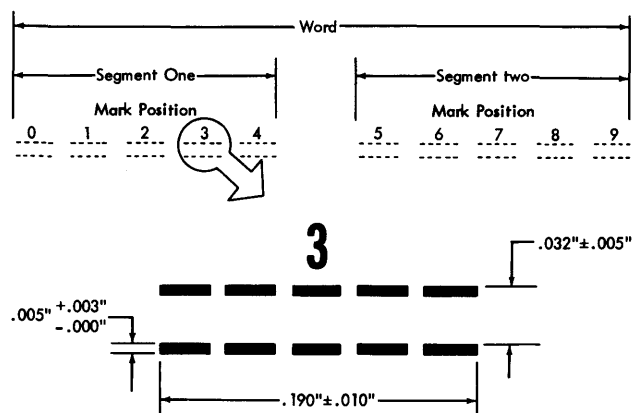 Word
Segment One Segment two
Mark Position Mark Position
0 1 2 3 4 5 6 7 8 9
3
.032"±.005"
.005" +.003" -.000"
.190"±.010"